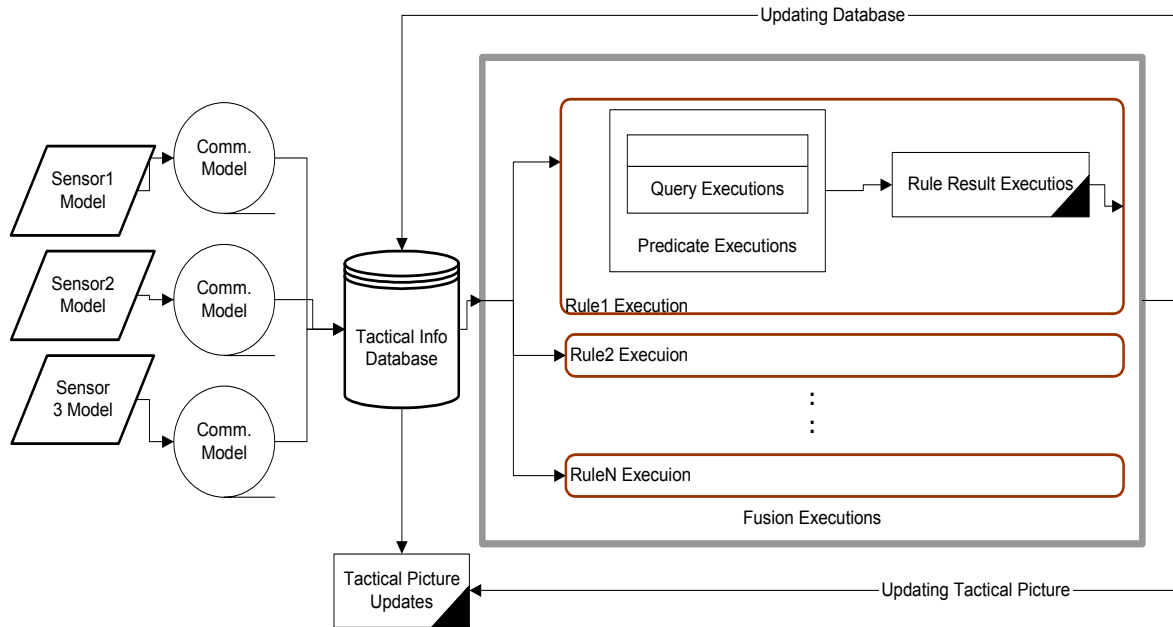 Updating Database
Sensor1
Model
Comm.
Model
Sensor2
Model
Comm.
Model
Sensor
3 Model
Comm.
Model
Tactical Info
Database
Query Executions
Predicate Executions
Rule Result Executios
Rule1 Execution
Rule2 Execuion
:
:
RuleN Execuion
Fusion Executions
Tactical Picture
Updates
Updating Tactical Picture